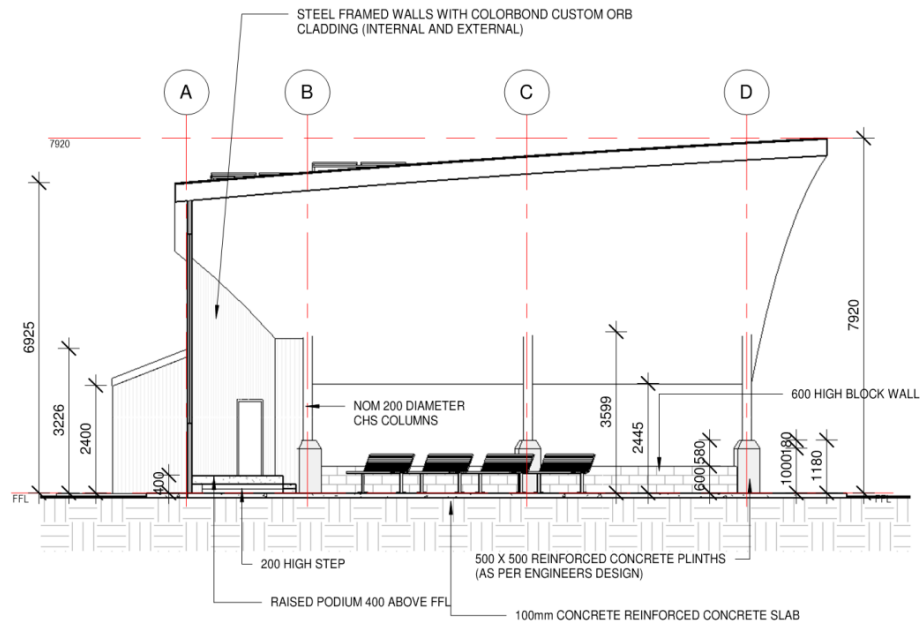 STEEL FRAMED WALLS WITH COLORBOND CUSTOM ORB
CLADDING (INTERNAL AND EXTERNAL)
A
B
C
D
7920
6925
3226
2400
400
7920
3599
2445
600
580
1000
180
1180
NOM 200 DIAMETER
CHS COLUMNS
600 HIGH BLOCK WALL
FFL
FFL
200 HIGH STEP
RAISED PODIUM 400 ABOVE FFL
500 X 500 REINFORCED CONCRETE PLINTHS
(AS PER ENGINEERS DESIGN)
100mm CONCRETE REINFORCED CONCRETE SLAB